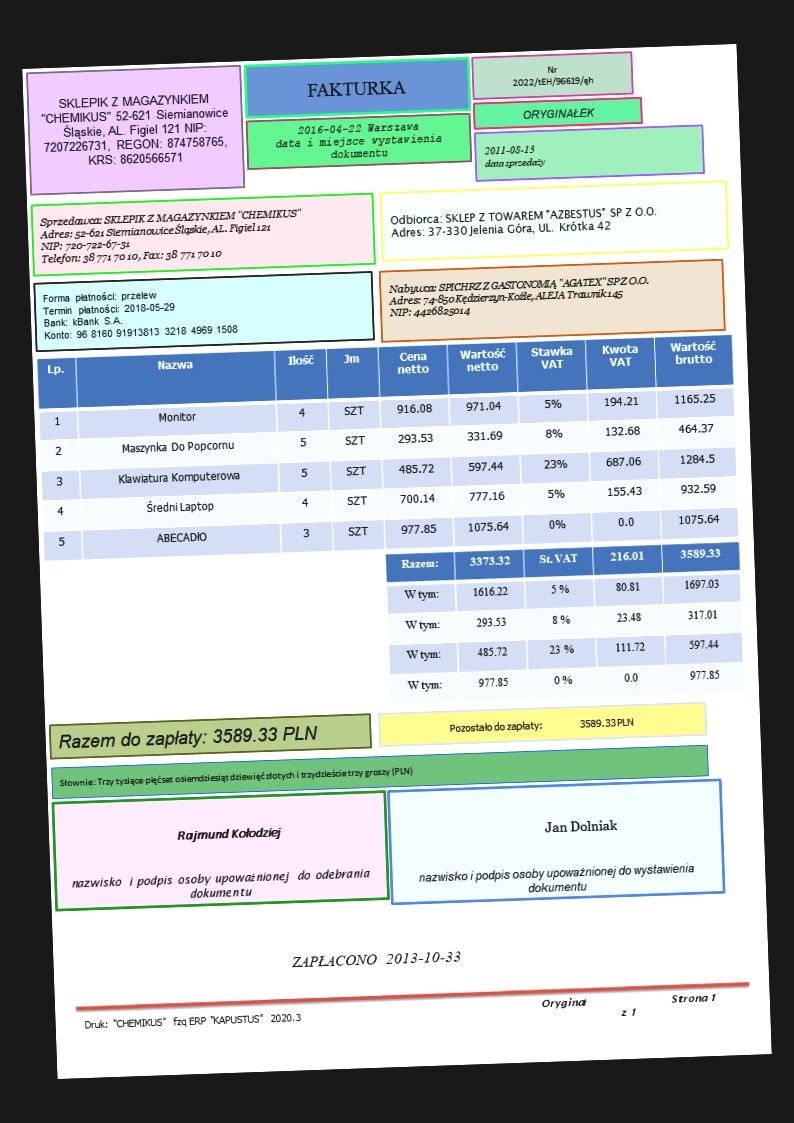 SKLEPIK Z MAGAZYNKIEM
"CHEMIKUS" 52-621 Siemianowice
Śląskie, AL. Figiel 121 NIP:
7207226731, REGON: 874758765,
KRS: 8620566571
FAKTURKA
2016-04-22 Warszawa
data i miejsce wystawienia
dokumentu
Nr
2022/tEH/96619/qh
ORYGINAŁEK
2011-08-13
data sprzedaży
Sprzedawca: SKLEPIK Z MAGAZYNKIEM "CHEMIKUS"
Adres: 52-621 Siemianowice Śląskie, AL. Figiel 121
NIP: 720-722-67-31
Telefon: 38 771 70 10, Fax: 38 771 70 10
Odbiorca: SKLEP Z TOWAREM "AZBESTUS" SP Z O.O.
Adres: 37-330 Jelenia Góra, UL. Krótka 42
Forma płatności: przelew
Termin płatności: 2018-05-29
Bank: kBank S.A.
Konto: 96 8160 91913813 3218 4969 1508
Nabywca: SPICHRZ Z GASTONOMIĄ "AGATEX" SP Z O.O.
Adres: 74-850 Kędzierzyn-Koźle, ALEJA Trawnik 145
NIP: 4426825014
Lp. Nazwa Ilość Jm Cena netto Wartość netto Stawka VAT Kwota VAT Wartość brutto
1 Monitor 4 SZT 916.08 971.04 5% 194.21 1165.25
2 Maszynka Do Popcornu 5 SZT 293.53 331.69 8% 132.68 464.37
3 Klawiatura Komputerowa 5 SZT 485.72 597.44 23% 687.06 1284.5
4 Średni Laptop 4 SZT 700.14 777.16 5% 155.43 932.59
5 ABECADŁO 3 SZT 977.85 1075.64 0% 0.0 1075.64
Razem: 3373.32 St.VAT 216.01 3589.33
W tym: 1616.22 5 % 80.81 1697.03
W tym: 293.53 8 % 23.48 317.01
W tym: 485.72 23 % 111.72 597.44
W tym: 977.85 0 % 0.0 977.85
Razem do zapłaty: 3589.33 PLN
Pozostało do zapłaty: 3589.33 PLN
Słownie: Trzy tysiące pięćset osiemdziesiąt dziewięć złotych i trzydzieście trzy groszy (PLN)
Rajmund Kołodziej
nazwisko i podpis osoby upoważnionej do odebrania
dokumentu
Jan Dolniak
nazwisko i podpis osoby upoważnionej do wystawienia
dokumentu
ZAPŁACONO 2013-10-33
Druk: "CHEMIKUS" fzq ERP "KAPUSTUS" 2020.3
Oryginał
Strona 1
z 1